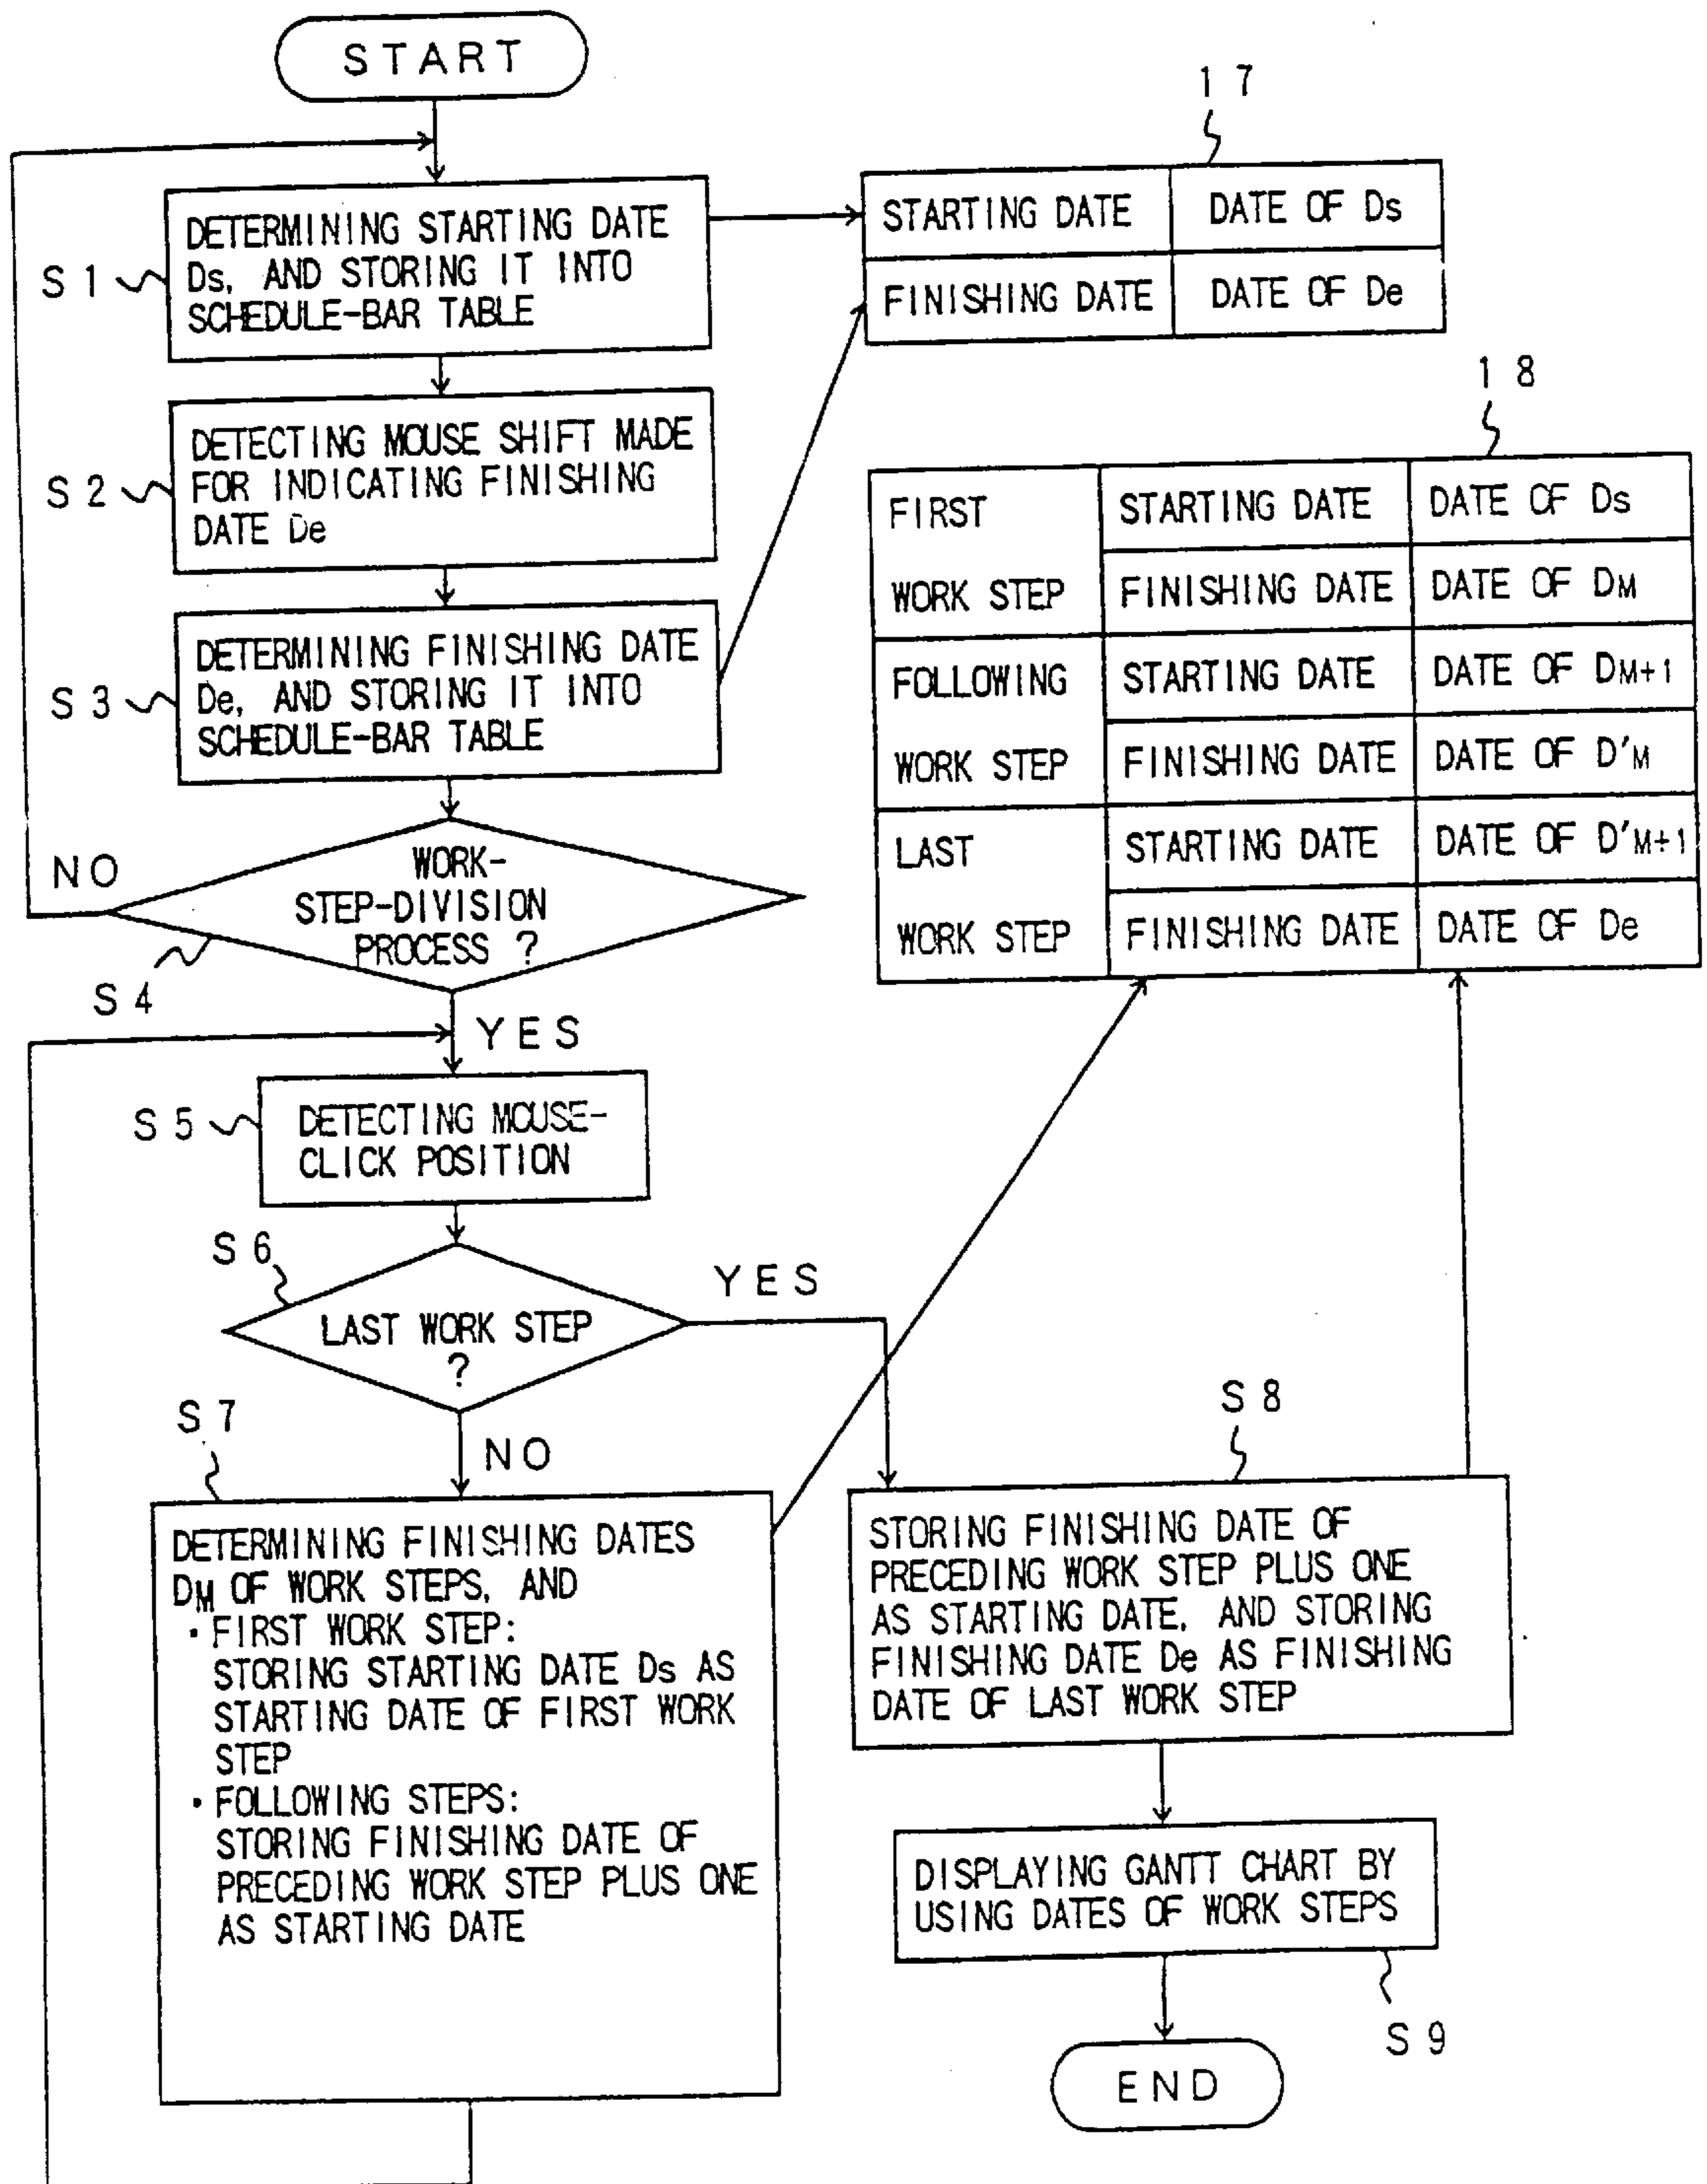 START
S1
DETERMINING STARTING DATE
Ds, AND STORING IT INTO
SCHEDULE-BAR TABLE
17
STARTING DATE DATE OF Ds
FINISHING DATE DATE OF De
S2
DETECTING MOUSE SHIFT MADE
FOR INDICATING FINISHING
DATE De
S3
DETERMINING FINISHING DATE
De, AND STORING IT INTO
SCHEDULE-BAR TABLE
18
FIRST STARTING DATE DATE OF Ds
WORK STEP FINISHING DATE DATE OF DM
FOLLOWING STARTING DATE DATE OF DM+1
WORK STEP FINISHING DATE DATE OF D'M
LAST STARTING DATE DATE OF D'M+1
WORK STEP FINISHING DATE DATE OF De
NO
WORK-
STEP-DIVISION
PROCESS ?
S4
YES
S5
DETECTING MOUSE-
CLICK POSITION
S6
YES
LAST WORK STEP
?
S7
NO
DETERMINING FINISHING DATES
DM OF WORK STEPS, AND
・FIRST WORK STEP:
STORING STARTING DATE Ds AS
STARTING DATE OF FIRST WORK
STEP
・FOLLOWING STEPS:
STORING FINISHING DATE OF
PRECEDING WORK STEP PLUS ONE
AS STARTING DATE
S8
STORING FINISHING DATE OF
PRECEDING WORK STEP PLUS ONE
AS STARTING DATE, AND STORING
FINISHING DATE De AS FINISHING
DATE OF LAST WORK STEP
DISPLAYING GANTT CHART BY
USING DATES OF WORK STEPS
S9
END